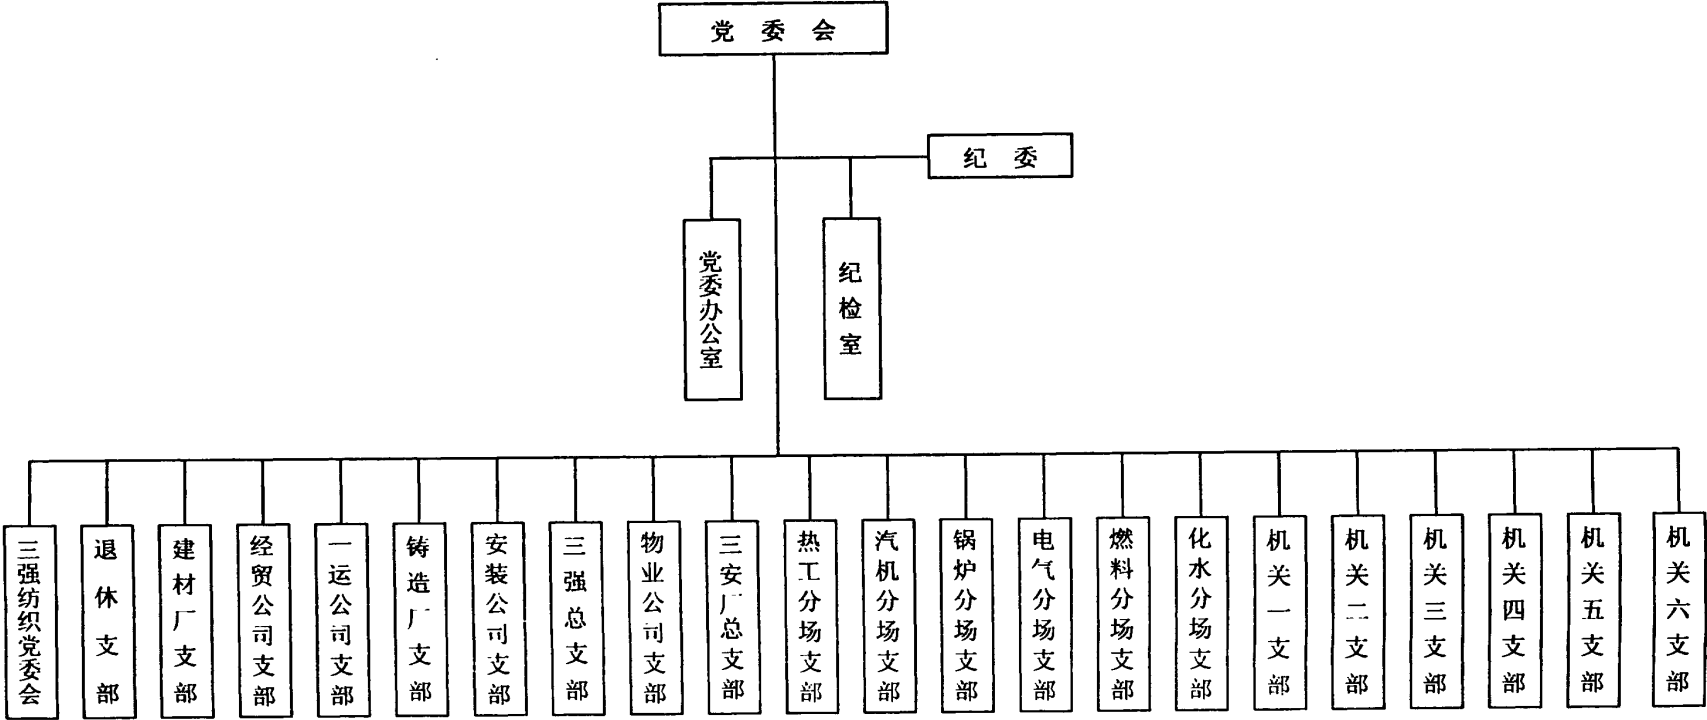 党委会
纪委
党委办公室
纪检室
三强纺织党委会
退休支部
建材厂支部
经贸公司支部
一运公司支部
铸造厂支部
安装公司支部
三强总支部
物业公司支部
三安厂总支部
热工分场支部
汽机分场支部
锅炉分场支部
电气分场支部
燃料分场支部
化水分场支部
机关一支部
机关二支部
机关三支部
机关四支部
机关五支部
机关六支部